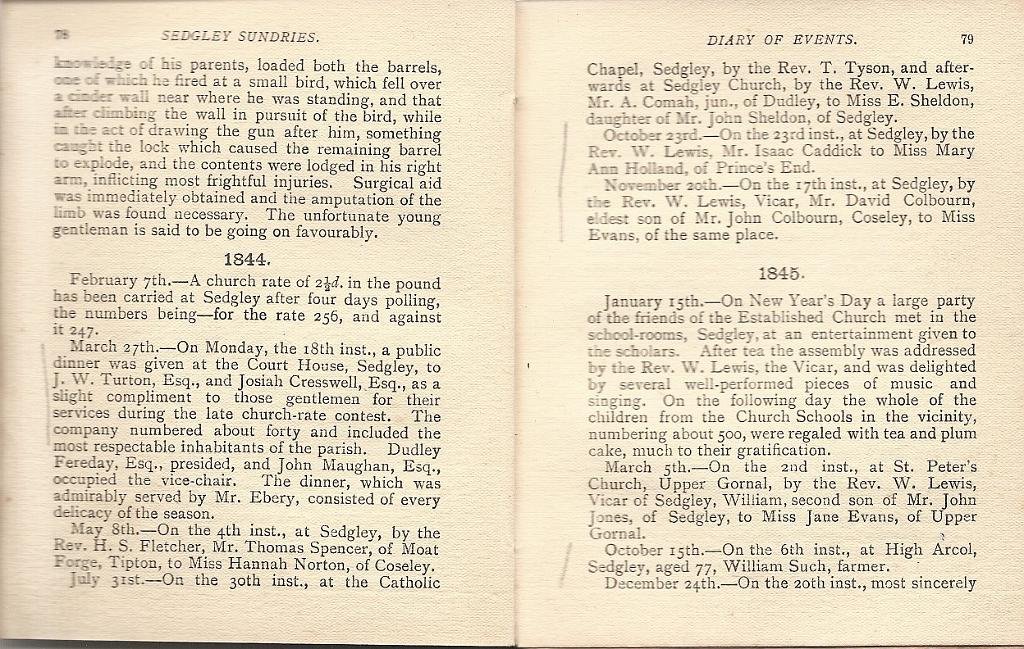 78 SEDGLEY SUNDRIES.
knowledge of his parents, loaded both the barrels,
one of which he fired at a small bird, which fell over
a cinder wall near where he was standing, and that
after climbing the wall in pursuit of the bird, while
in the act of drawing the gun after him, something
caught the lock which caused the remaining barrel
to explode, and the contents were lodged in his right
arm, inflicting most frightful injuries. Surgical aid
was immediately obtained and the amputation of the
limb was found necessary. The unfortunate young
gentleman is said to be going on favourably.
1844.
February 7th.—A church rate of 2½d. in the pound
has been carried at Sedgley after four days polling,
the numbers being—for the rate 256, and against
it 247.
March 27th.—On Monday, the 18th inst., a public
dinner was given at the Court House, Sedgley, to
J. W. Turton, Esq., and Josiah Cresswell, Esq., as a
slight compliment to those gentlemen for their
services during the late church-rate contest. The
company numbered about forty and included the
most respectable inhabitants of the parish. Dudley
Fereday, Esq., presided, and John Maughan, Esq.,
occupied the vice-chair. The dinner, which was
admirably served by Mr. Ebery, consisted of every
delicacy of the season.
May 8th.—On the 4th inst., at Sedgley, by the
Rev. H. S. Fletcher, Mr. Thomas Spencer, of Moat
Forge, Tipton, to Miss Hannah Norton, of Coseley.
July 31st.—On the 30th inst., at the Catholic
DIARY OF EVENTS. 79
Chapel, Sedgley, by the Rev. T. Tyson, and after-
wards at Sedgley Church, by the Rev. W. Lewis,
Mr. A. Comah, jun., of Dudley, to Miss E. Sheldon,
daughter of Mr. John Sheldon, of Sedgley.
October 23rd.—On the 23rd inst., at Sedgley, by the
Rev. W. Lewis, Mr. Isaac Caddick to Miss Mary
Ann Holland, of Prince's End.
November 20th.—On the 17th inst., at Sedgley, by
the Rev. W. Lewis, Vicar, Mr. David Colbourn,
eldest son of Mr. John Colbourn, Coseley, to Miss
Evans, of the same place.
1845.
January 15th.—On New Year's Day a large party
of the friends of the Established Church met in the
school-rooms, Sedgley, at an entertainment given to
the scholars. After tea the assembly was addressed
by the Rev. W. Lewis, the Vicar, and was delighted
by several well-performed pieces of music and
singing. On the following day the whole of the
children from the Church Schools in the vicinity,
numbering about 500, were regaled with tea and plum
cake, much to their gratification.
March 5th.—On the 2nd inst., at St. Peter's
Church, Upper Gornal, by the Rev. W. Lewis,
Vicar of Sedgley, William, second son of Mr. John
Jones, of Sedgley, to Miss Jane Evans, of Upper
Gornal.
October 15th.—On the 6th inst., at High Arcol,
Sedgley, aged 77, William Such, farmer.
December 24th.—On the 20th inst., most sincerely